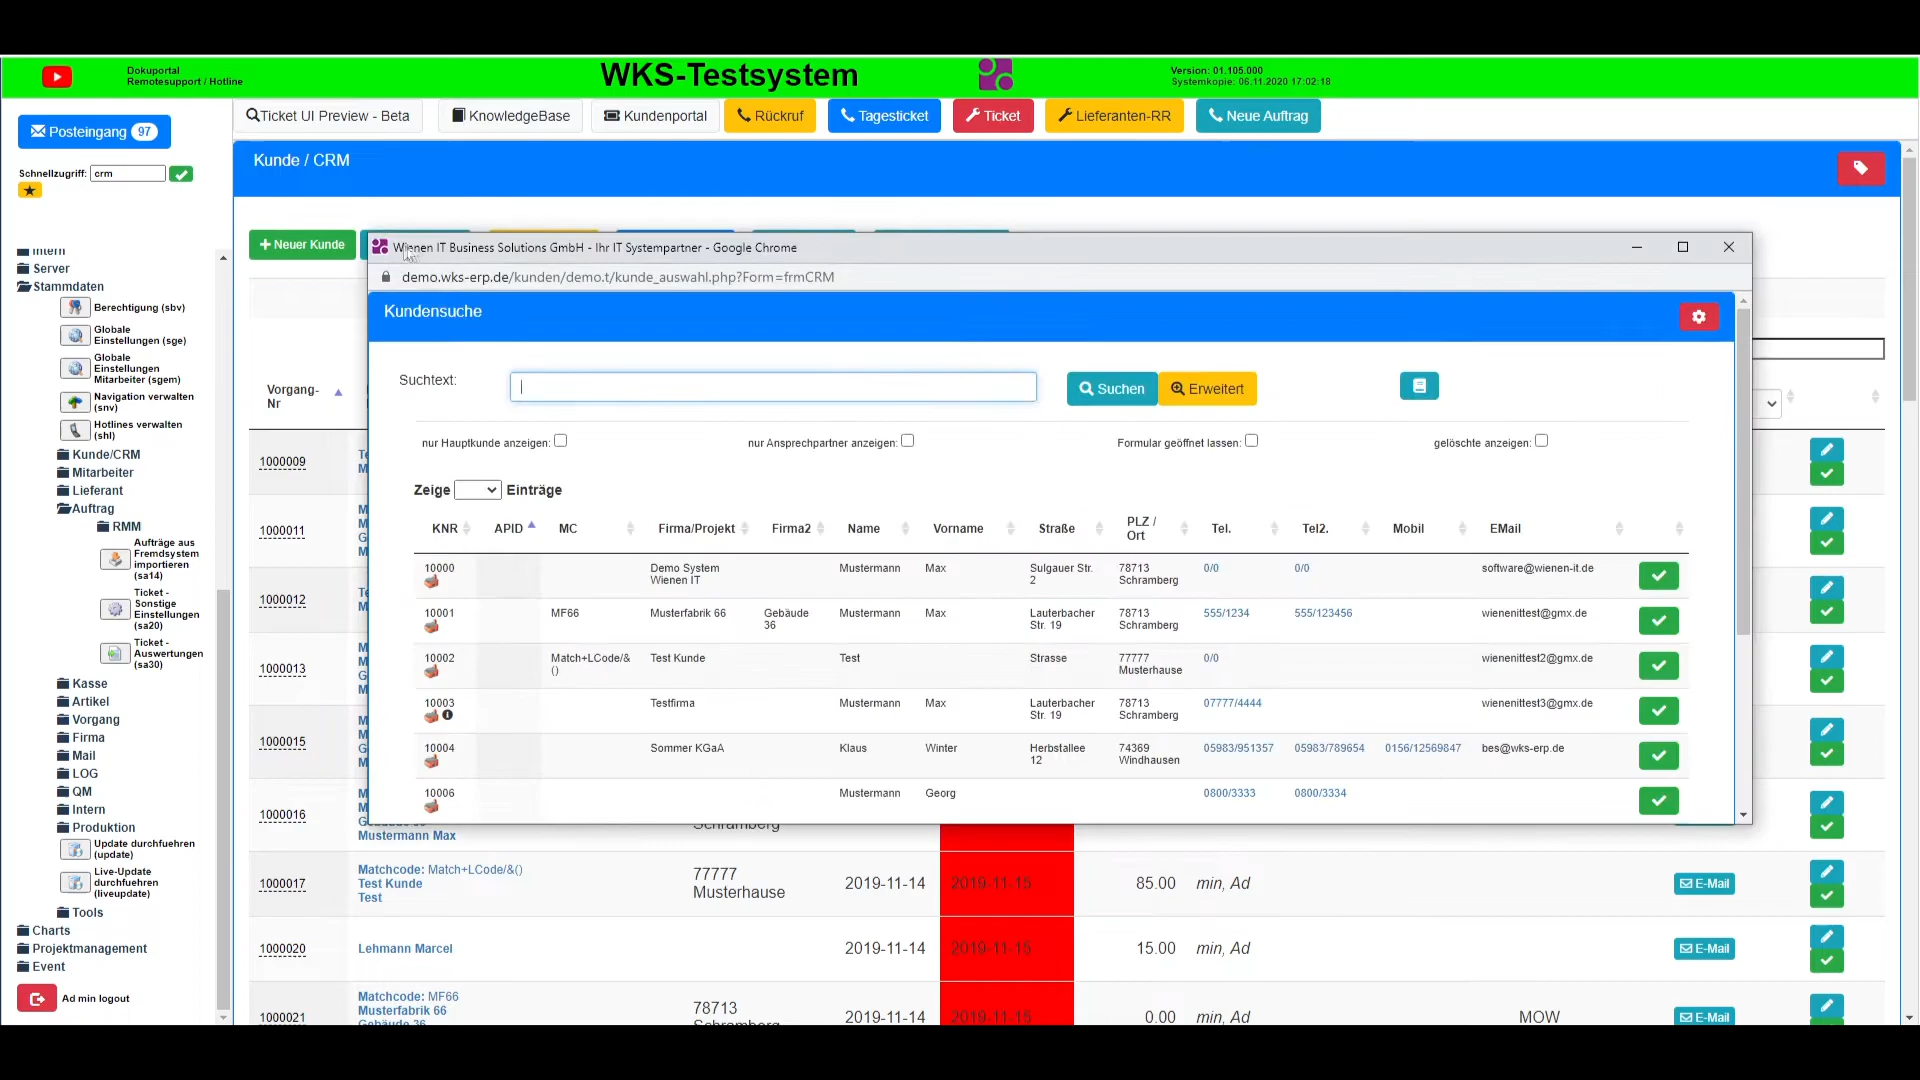 Dokuportal
Remotesupport / Hotline
WKS-Testsystem
Version: 01.105.000
Systemkopie: 06.11.2020 17:02:18
Posteingang 97
Ticket UI Preview - Beta
KnowledgeBase
Kundenportal
Rückruf
Tagesticket
Ticket
Lieferanten-RR
Neue Auftrag
Schnellzugriff: crm
Kunde / CRM
Neuer Kunde
Intern
Server
Stammdaten
Berechtigung (sbv)
Globale
Einstellungen (sge)
Globale
Einstellungen
Mitarbeiter (sgem)
Navigation verwalten
(snv)
Hotlines verwalten
(shl)
Kunde/CRM
Mitarbeiter
Lieferant
Auftrag
RMM
Aufträge aus
Fremdsystem
importieren
(sa14)
Ticket -
Sonstige
Einstellungen
(sa20)
Ticket -
Auswertungen
(sa30)
Kasse
Artikel
Vorgang
Firma
Mail
LOG
QM
Intern
Produktion
Update durchfuehren
(update)
Live-Update
durchfuehren
(liveupdate)
Tools
Charts
Projektmanagement
Event
Ad min logout
Wienen IT Business Solutions GmbH - Ihr IT Systempartner - Google Chrome
demo.wks-erp.de/kunden/demo.t/kunde_auswahl.php?Form=frmCRM
Kundensuche
Suchtext:
Suchen
Erweitert
nur Hauptkunde anzeigen:
nur Ansprechpartner anzeigen:
Formular geöffnet lassen:
gelöschte anzeigen:
Zeige Einträge
KNR APID MC Firma/Projekt Firma2 Name Vorname Straße PLZ / Ort Tel. Tel2. Mobil EMail
10000 Demo System Wienen IT Mustermann Max Sulgauer Str. 2 78713 Schramberg 0/0 0/0 software@wienen-it.de
10001 MF66 Musterfabrik 66 Gebäude 36 Mustermann Max Lauterbacher Str. 19 78713 Schramberg 555/1234 555/123456 wienenittest@gmx.de
10002 Match+LCode/&() Test Kunde Test Strasse 77777 Musterhause 0/0 wienenittest2@gmx.de
10003 Testfirma Mustermann Max Lauterbacher Str. 19 78713 Schramberg 07777/4444 wienenittest3@gmx.de
10004 Sommer KGaA Klaus Winter Herbstallee 12 74369 Windhausen 05983/951357 05983/789654 0156/12569847 bes@wks-erp.de
10006 Mustermann Georg 0800/3333 0800/3334
Vorgang-
Nr
1000009
1000011
1000012
1000013
1000015
1000016
Mustermann Max
Schramberg
1000017
Matchcode: Match+LCode/&()
Test Kunde
Test
77777
Musterhause
2019-11-14 2019-11-15 85.00 min, Ad E-Mail
1000020 Lehmann Marcel 2019-11-14 2019-11-15 15.00 min, Ad E-Mail
1000021
Matchcode: MF66
Musterfabrik 66
Gebäude 36
78713
Schramberg
2019-11-14 2019-11-15 0.00 min, Ad MOW E-Mail